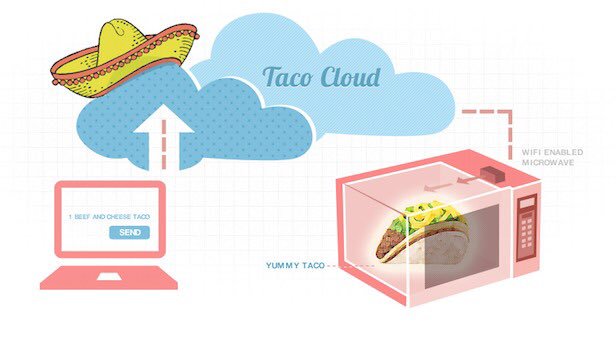 Taco Cloud
WIFI ENABLED
MICROWAVE
1 BEEF AND CHEESE TACO
SEND
YUMMY TACO